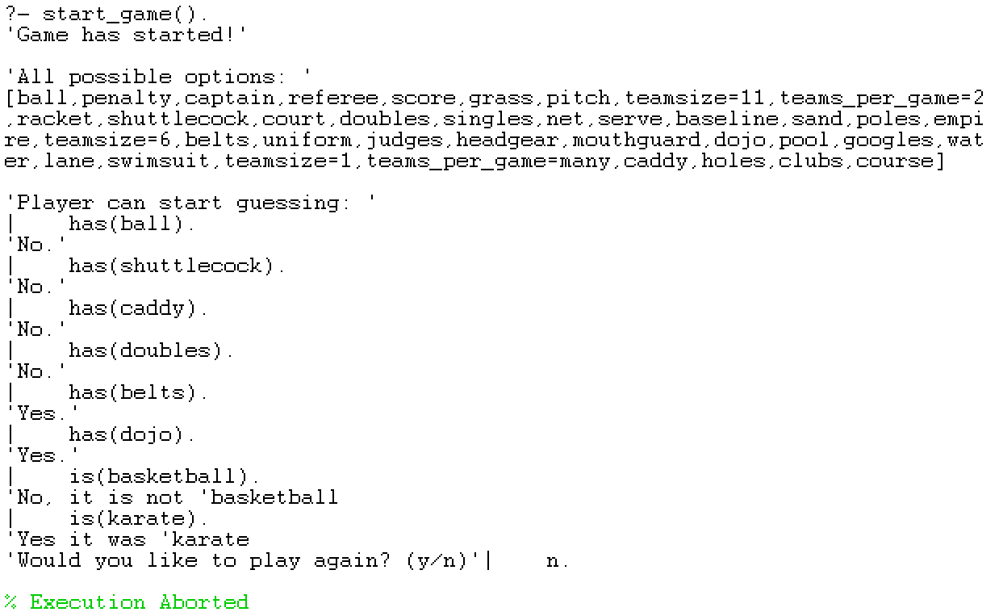 ?- start_game().
'Game has started!'
'All possible options: '
[ball,penalty,captain,referee,score,grass,pitch,teamsize=11,teams_per_game=2
,racket,shuttlecock,court,doubles,singles,net,serve,baseline,sand,poles,empi
re,teamsize=6,belts,uniform,judges,headgear,mouthguard,dojo,pool,googles,wat
er,lane,swimsuit,teamsize=1,teams_per_game=many,caddy,holes,clubs,course]
'Player can start guessing: '
|    has(ball).
'No.'
|    has(shuttlecock).
'No.'
|    has(caddy).
'No.'
|    has(doubles).
'No.'
|    has(belts).
'Yes.'
|    has(dojo).
'Yes.'
|    is(basketball).
'No, it is not 'basketball
|    is(karate).
'Yes it was 'karate
'Would you like to play again? (y/n)'|    n.
% Execution Aborted